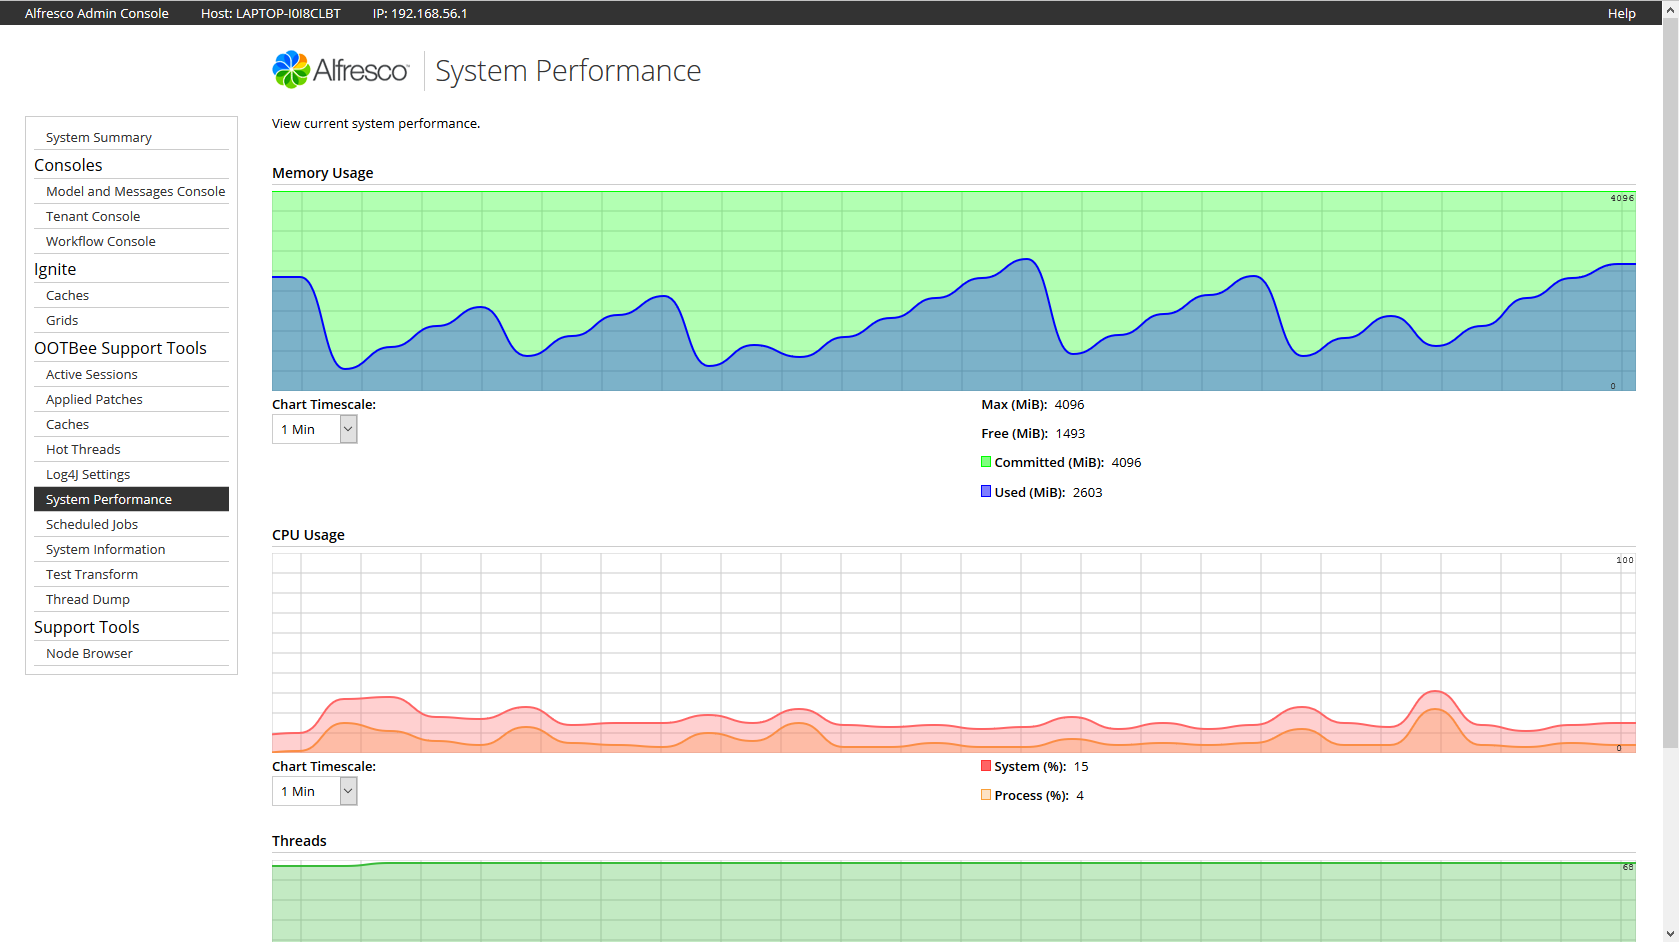 Alfresco Admin Console Host: LAPTOP-I0I8CLBT IP: 192.168.56.1 Help
Alfresco System Performance
View current system performance.
System Summary
Consoles
Model and Messages Console
Tenant Console
Workflow Console
Ignite
Caches
Grids
OOTBee Support Tools
Active Sessions
Applied Patches
Caches
Hot Threads
Log4J Settings
System Performance
Scheduled Jobs
System Information
Test Transform
Thread Dump
Support Tools
Node Browser
Memory Usage
4096
0
Chart Timescale:
1 Min
Max (MiB): 4096
Free (MiB): 1493
Committed (MiB): 4096
Used (MiB): 2603
CPU Usage
100
0
Chart Timescale:
1 Min
System (%): 15
Process (%): 4
Threads
68